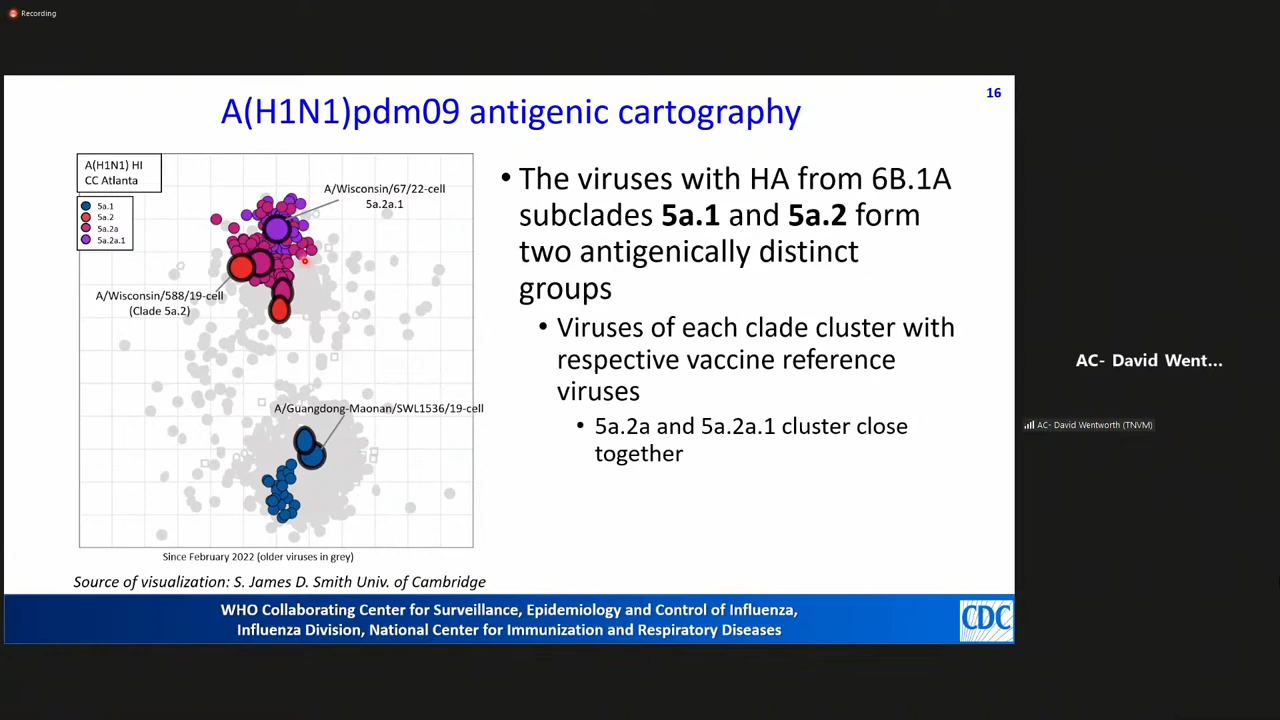 Recording
16
A(H1N1)pdm09 antigenic cartography
A(H1N1) HI
CC Atlanta
5a.1
5a.2
5a.2a
5a.2a.1
A/Wisconsin/67/22-cell
5a.2a.1
A/Wisconsin/588/19-cell
(Clade 5a.2)
A/Guangdong-Maonan/SWL1536/19-cell
Since February 2022 (older viruses in grey)
Source of visualization: S. James D. Smith Univ. of Cambridge
• The viruses with HA from 6B.1A
subclades 5a.1 and 5a.2 form
two antigenically distinct
groups
• Viruses of each clade cluster with
respective vaccine reference
viruses
• 5a.2a and 5a.2a.1 cluster close
together
WHO Collaborating Center for Surveillance, Epidemiology and Control of Influenza,
Influenza Division, National Center for Immunization and Respiratory Diseases
CDC
AC- David Went...
AC- David Wentworth (TNVM)